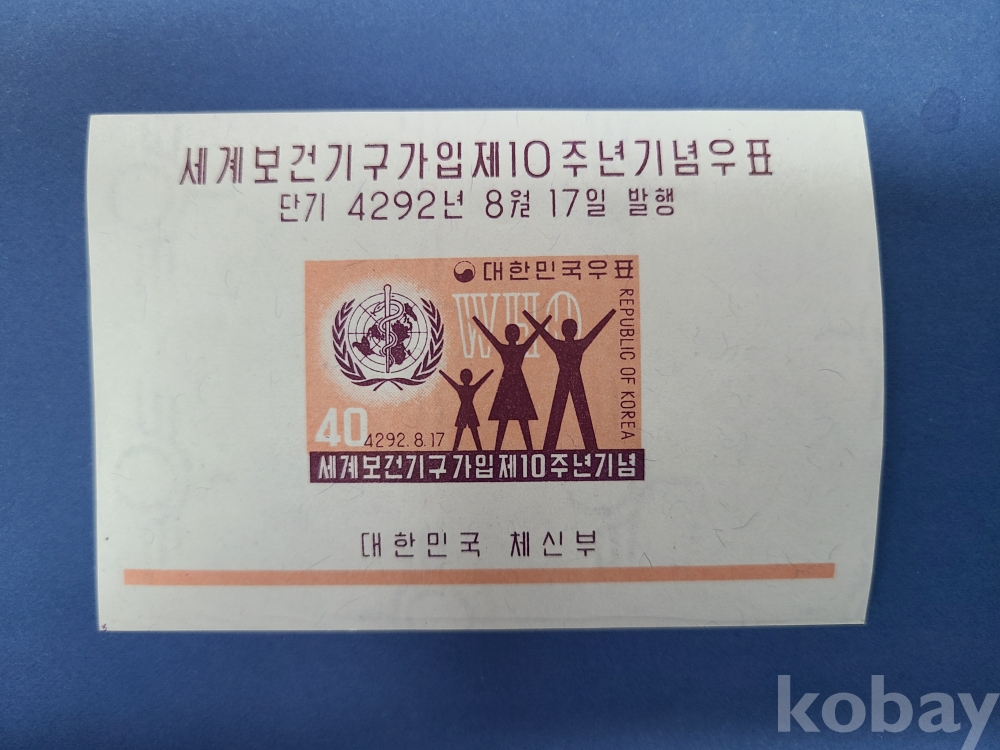 세계보건기구가입제10주년기념우표
단기 4292년 8월 17일 발행
대한민국우표
WHO
REPUBLIC OF KOREA
40
4292.8.17
세계보건기구가입제10주년기념
대한민국 체신부
kobay